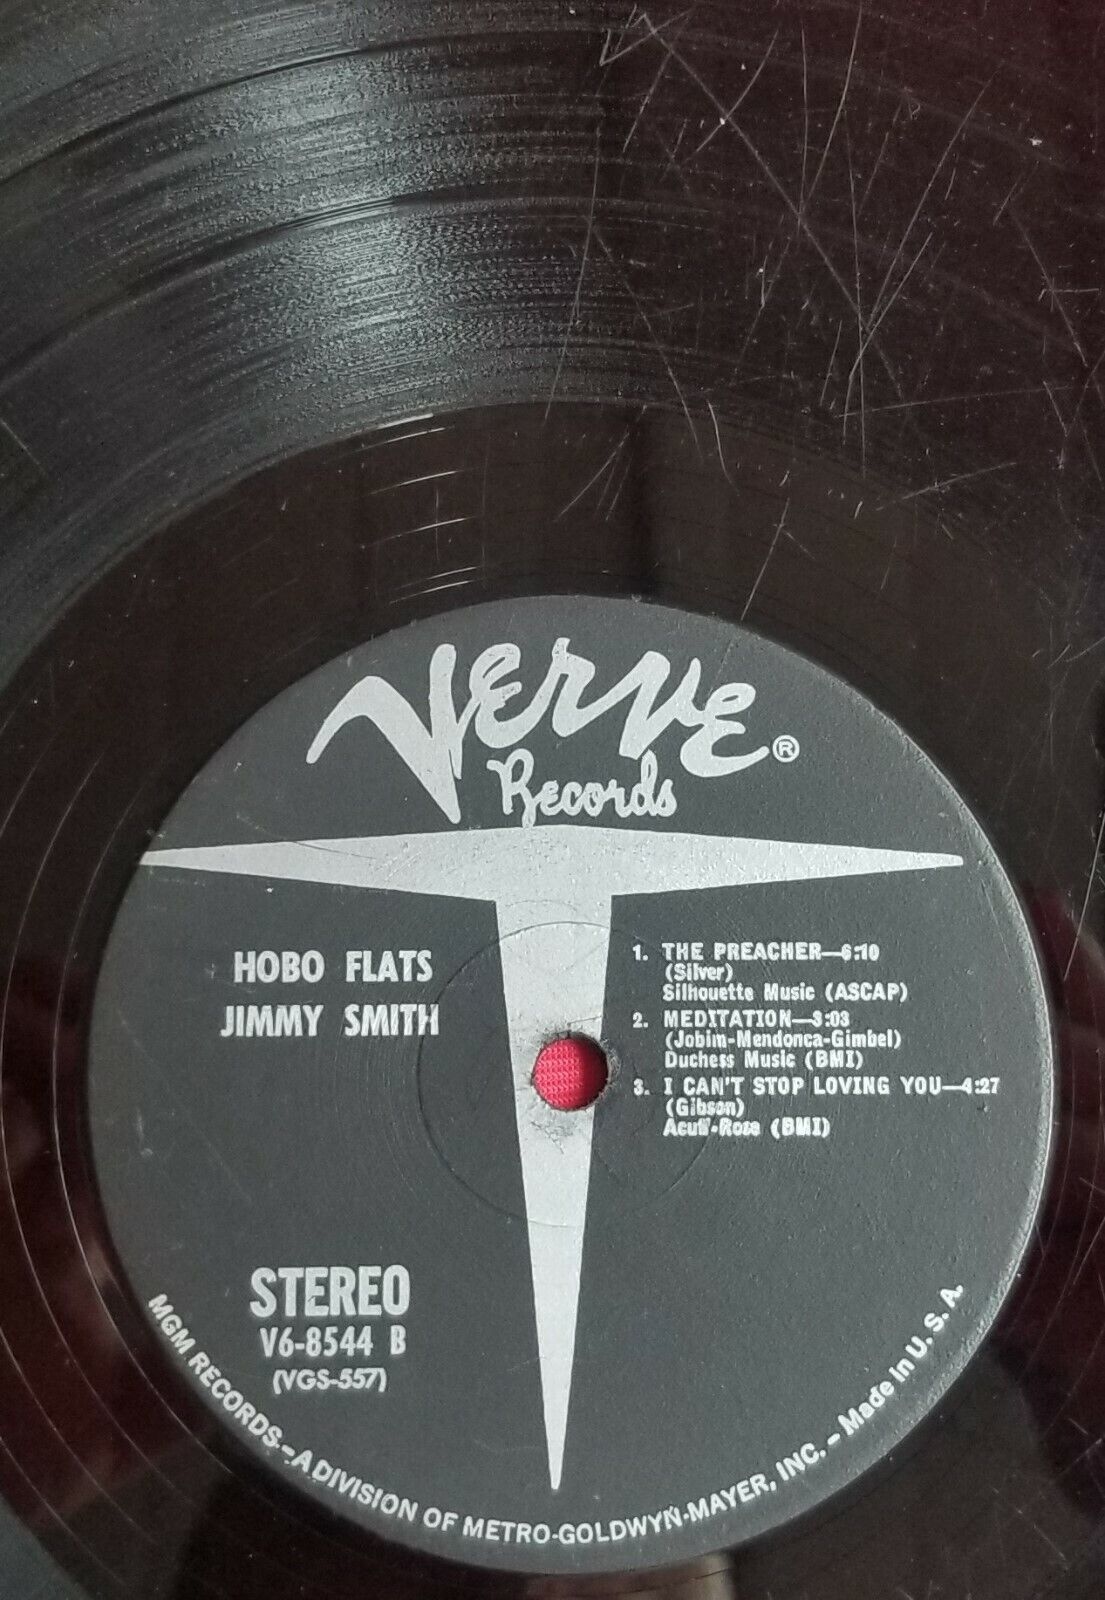 Verve®
Records
HOBO FLATS
JIMMY SMITH
1. THE PREACHER—6:10
(Silver)
Silhouette Music (ASCAP)
2. MEDITATION—3:03
(Jobim-Mendonca-Gimbel)
Duchess Music (BMI)
3. I CAN'T STOP LOVING YOU—4:27
(Gibson)
Acuff-Rose (BMI)
STEREO
V6-8544 B
(VGS-557)
MGM RECORDS—A DIVISION OF METRO-GOLDWYN-MAYER, INC. – Made in U. S. A.